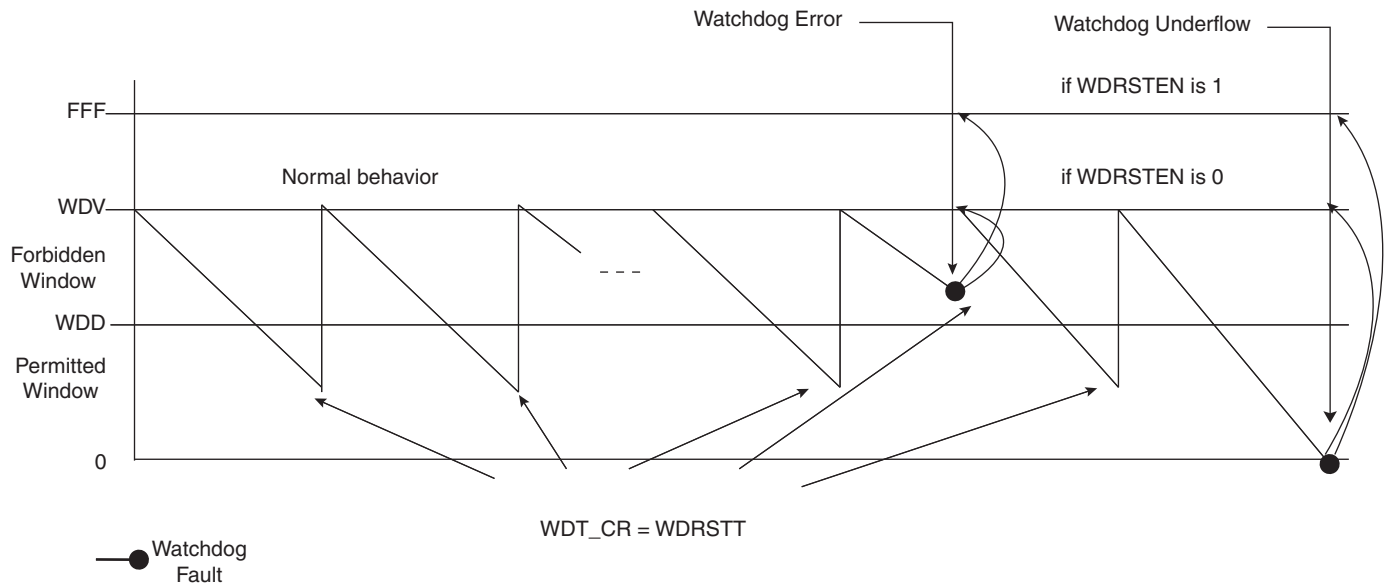 Watchdog Error
Watchdog Underflow
if WDRSTEN is 1
FFF
Normal behavior
if WDRSTEN is 0
WDV
Forbidden
Window
WDD
Permitted
Window
0
WDT_CR = WDRSTT
Watchdog
Fault